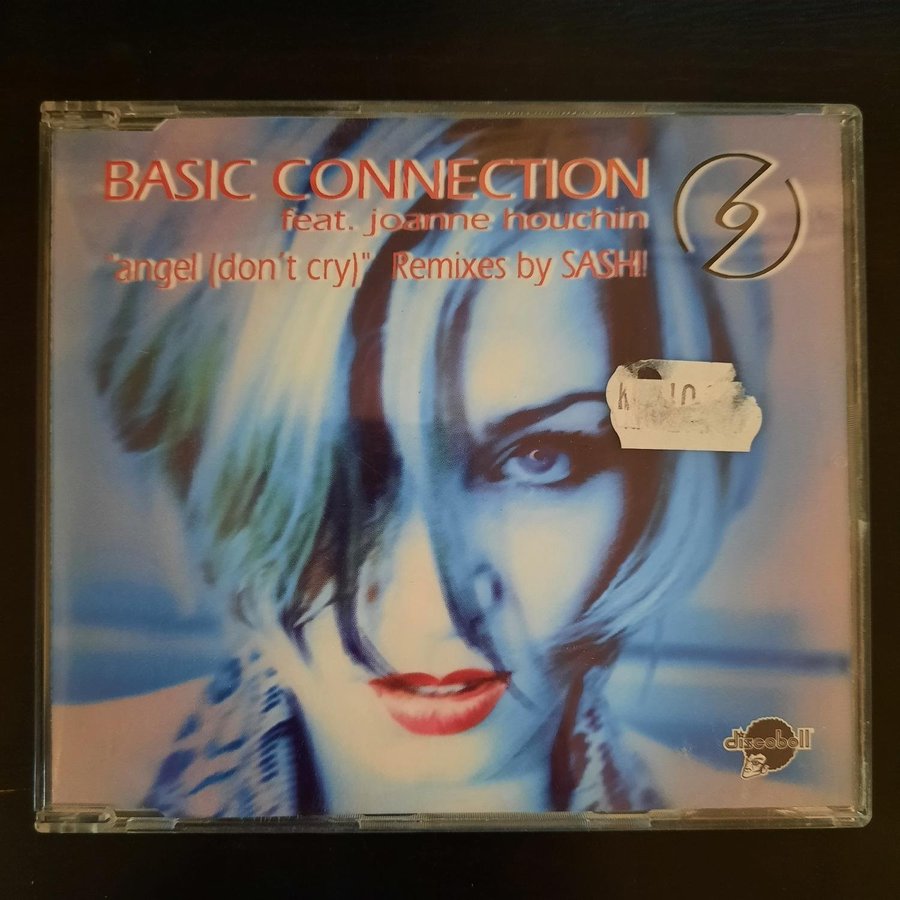 BASIC CONNECTION
feat. joanne houchin
"angel (don't cry)" Remixes by SASH!
discoball